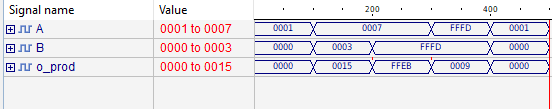 Signal name Value 200 400
A 0001 to 0007 0001 0007 FFFD 0001
B 0000 to 0003 0000 0003 FFFD 0000
o_prod 0000 to 0015 0000 0015 FFEB 0009 0000